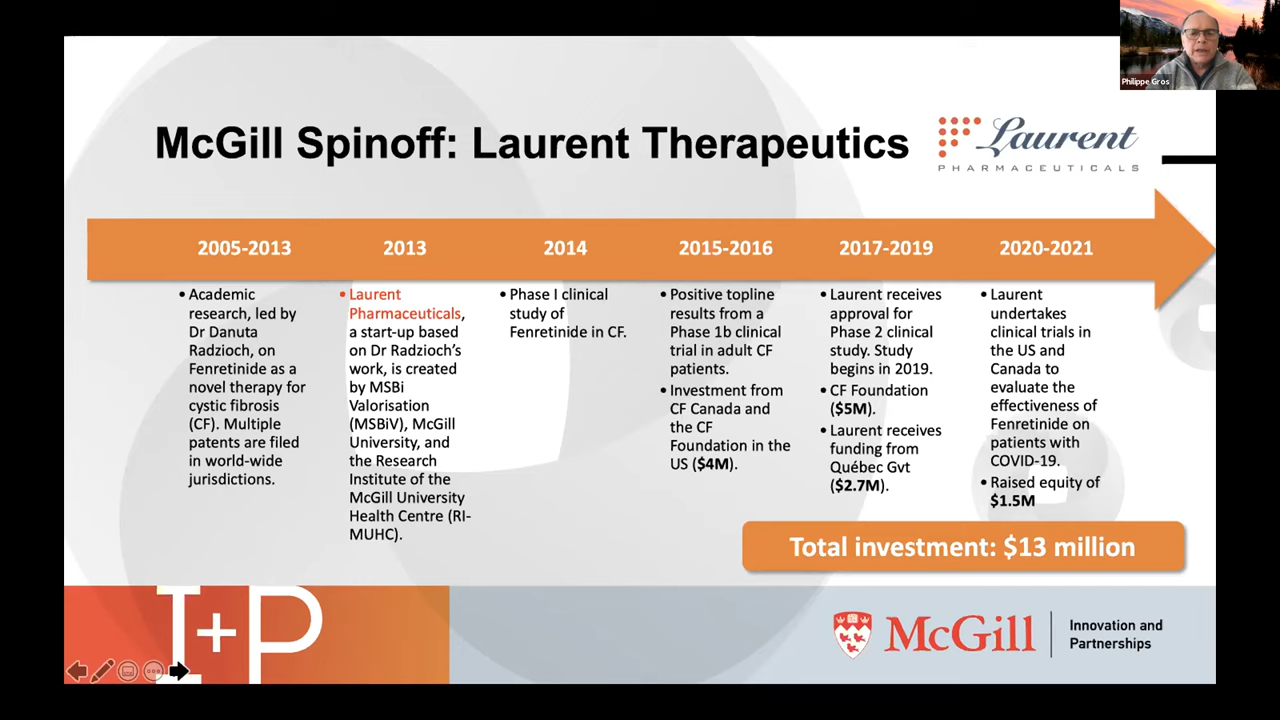 Philippe Gros
McGill Spinoff: Laurent Therapeutics
Laurent
PHARMACEUTICALS
2005-2013
2013
2014
2015-2016
2017-2019
2020-2021
• Academic
research, led by
Dr Danuta
Radzioch, on
Fenretinide as a
novel therapy for
cystic fibrosis
(CF). Multiple
patents are filed
in world-wide
jurisdictions.
• Laurent
Pharmaceuticals,
a start-up based
on Dr Radzioch’s
work, is created
by MSBi
Valorisation
(MSBiV), McGill
University, and
the Research
Institute of the
McGill University
Health Centre (RI-
MUHC).
• Phase I clinical
study of
Fenretinide in CF.
• Positive topline
results from a
Phase 1b clinical
trial in adult CF
patients.
• Investment from
CF Canada and
the CF
Foundation in the
US ($4M).
• Laurent receives
approval for
Phase 2 clinical
study. Study
begins in 2019.
• CF Foundation
($5M).
• Laurent receives
funding from
Québec Gvt
($2.7M).
• Laurent
undertakes
clinical trials in
the US and
Canada to
evaluate the
effectiveness of
Fenretinide on
patients with
COVID-19.
• Raised equity of
$1.5M
Total investment: $13 million
I+P
McGill
Innovation and
Partnerships